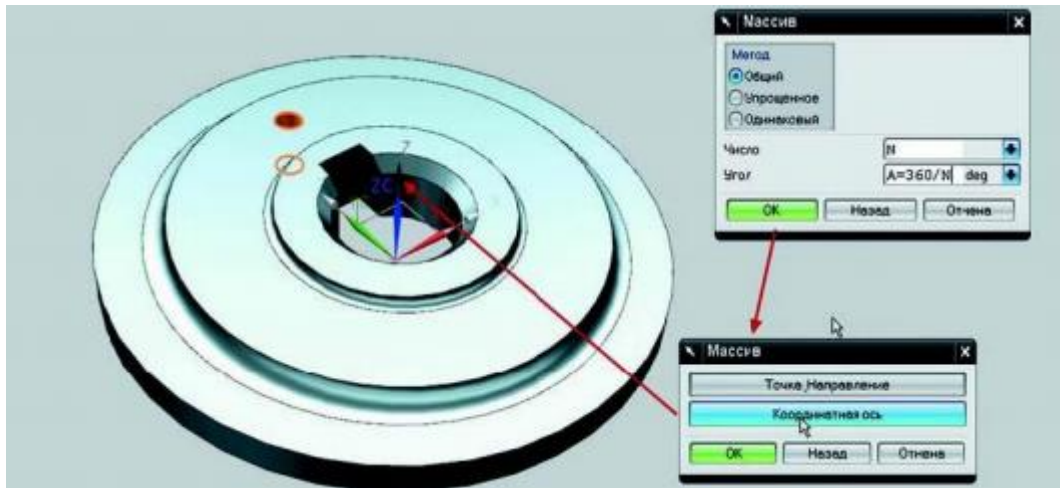 Массив
Метод
Общий
Упрощенное
Одинаковый
Число
N
Угол
A=360/N deg
OK Назад Отмена
Z
ZC
Массив
Точка,Направление
Координатная ось
OK Назад Отмена